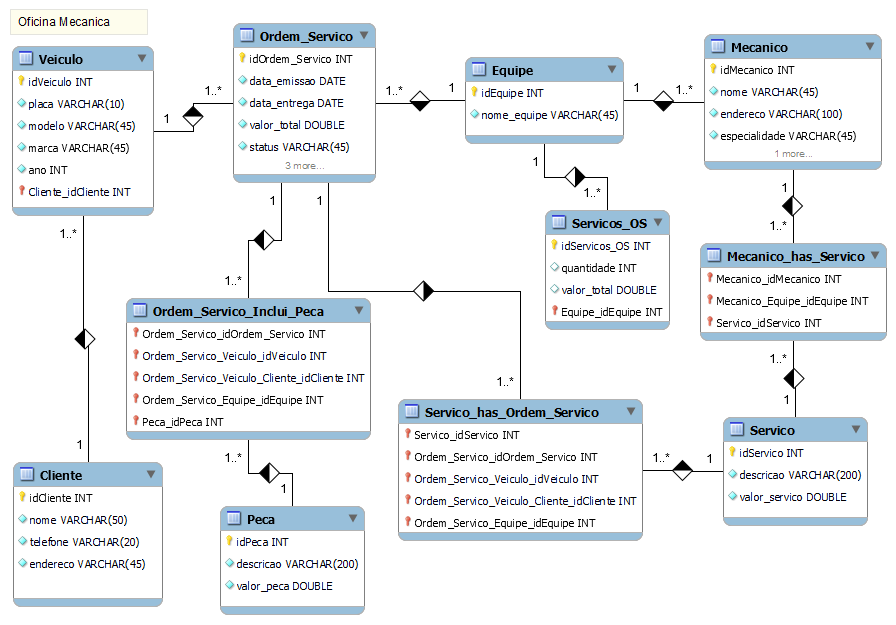 Oficina Mecanica
Veiculo
idVeiculo INT
placa VARCHAR(10)
modelo VARCHAR(45)
marca VARCHAR(45)
ano INT
Cliente_idCliente INT
1
1..*
Ordem_Servico
idOrdem_Servico INT
data_emissao DATE
data_entrega DATE
valor_total DOUBLE
status VARCHAR(45)
3 more...
1..*
1
Equipe
idEquipe INT
nome_equipe VARCHAR(45)
1
1..*
Mecanico
idMecanico INT
nome VARCHAR(45)
endereco VARCHAR(100)
especialidade VARCHAR(45)
1 more...
1
1..*
Servicos_OS
idServicos_OS INT
quantidade INT
valor_total DOUBLE
Equipe_idEquipe INT
1
1..*
Mecanico_has_Servico
Mecanico_idMecanico INT
Mecanico_Equipe_idEquipe INT
Servico_idServico INT
1..*
1
1..*
1
1
1..*
Ordem_Servico_Inclui_Peca
Ordem_Servico_idOrdem_Servico INT
Ordem_Servico_Veiculo_idVeiculo INT
Ordem_Servico_Veiculo_Cliente_idCliente INT
Ordem_Servico_Equipe_idEquipe INT
Peca_idPeca INT
1
1..*
Servico_has_Ordem_Servico
Servico_idServico INT
Ordem_Servico_idOrdem_Servico INT
Ordem_Servico_Veiculo_idVeiculo INT
Ordem_Servico_Veiculo_Cliente_idCliente INT
Ordem_Servico_Equipe_idEquipe INT
1..*
1
Servico
idServico INT
descricao VARCHAR(200)
valor_servico DOUBLE
Cliente
idCliente INT
nome VARCHAR(50)
telefone VARCHAR(20)
endereco VARCHAR(45)
1..*
1
Peca
idPeca INT
descricao VARCHAR(200)
valor_peca DOUBLE